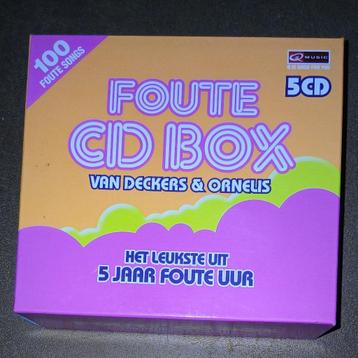 100
FOUTE SONGS
Q MUSIC
5CD
FOUTE
CD BOX
VAN DECKERS & ORNELIS
HET LEUKSTE UIT
5 JAAR FOUTE UUR